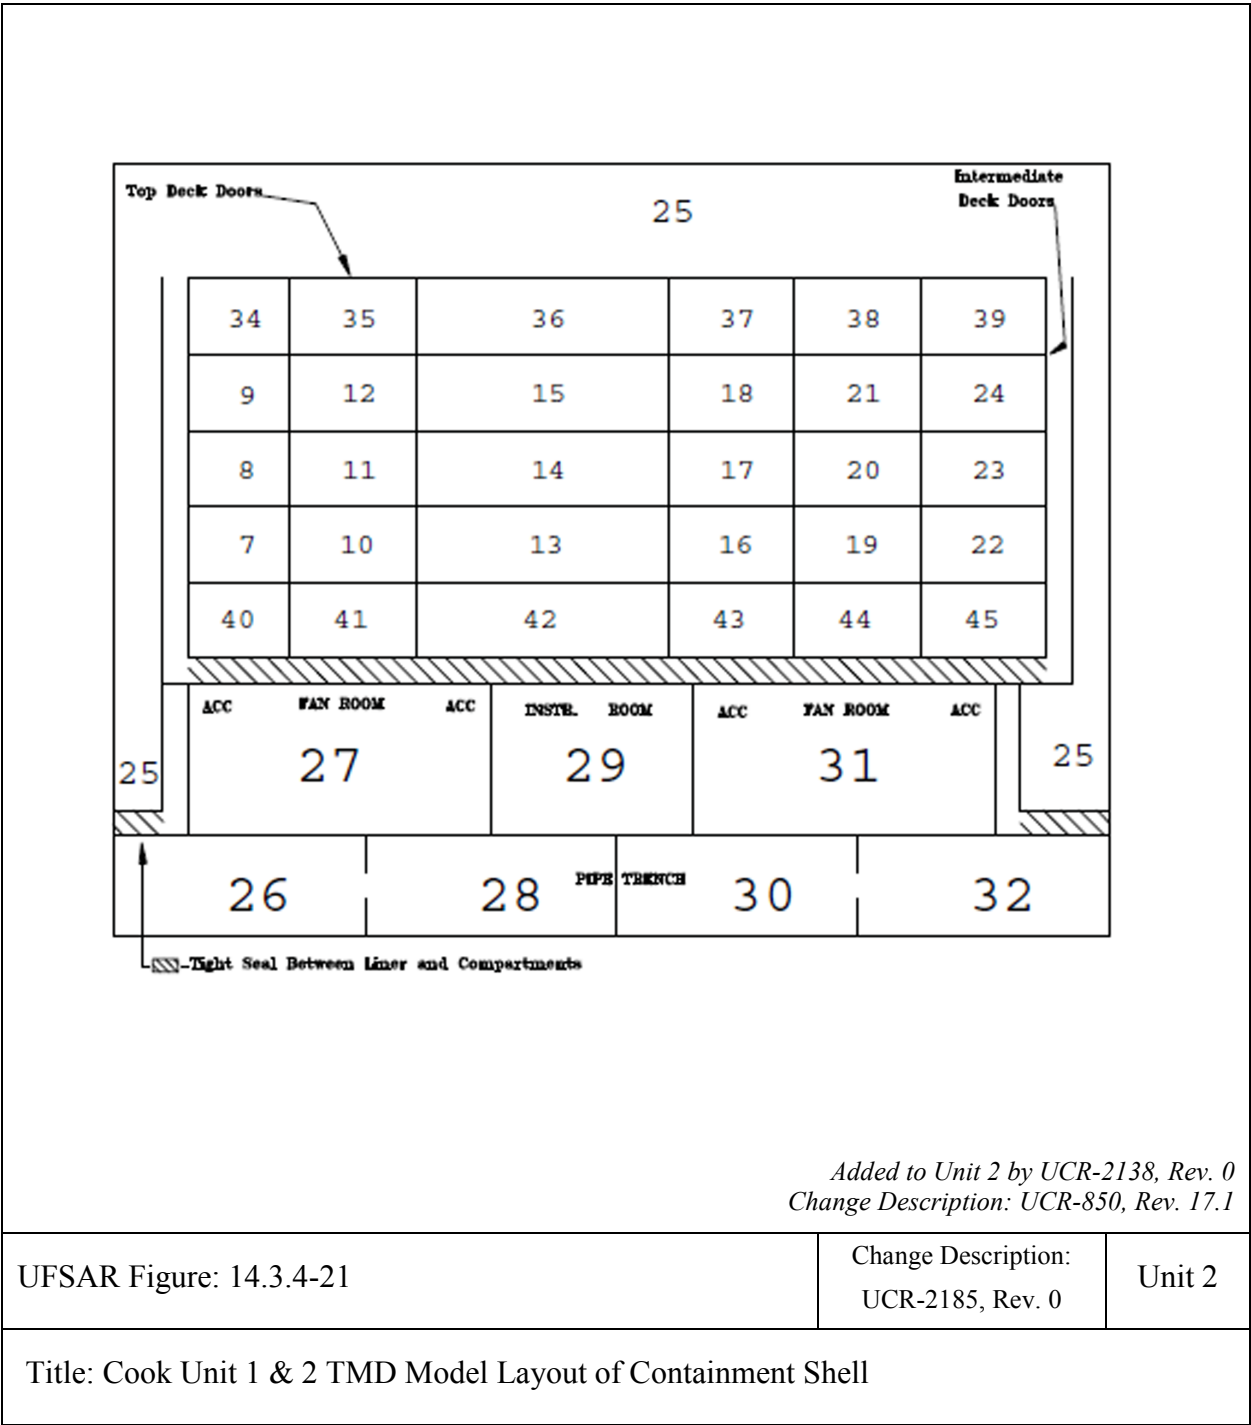 Top Deck Doors
Intermediate
Deck Doors
25
34 35 36 37 38 39
9 12 15 18 21 24
8 11 14 17 20 23
7 10 13 16 19 22
40 41 42 43 44 45
ACC FAN ROOM ACC INSTR. ROOM ACC FAN ROOM ACC
25 27 29 31 25
26 28 PIPE TRENCH 30 32
Tight Seal Between Liner and Compartments
Added to Unit 2 by UCR-2138, Rev. 0
Change Description: UCR-850, Rev. 17.1
UFSAR Figure: 14.3.4-21
Change Description:
UCR-2185, Rev. 0
Unit 2
Title: Cook Unit 1 & 2 TMD Model Layout of Containment Shell